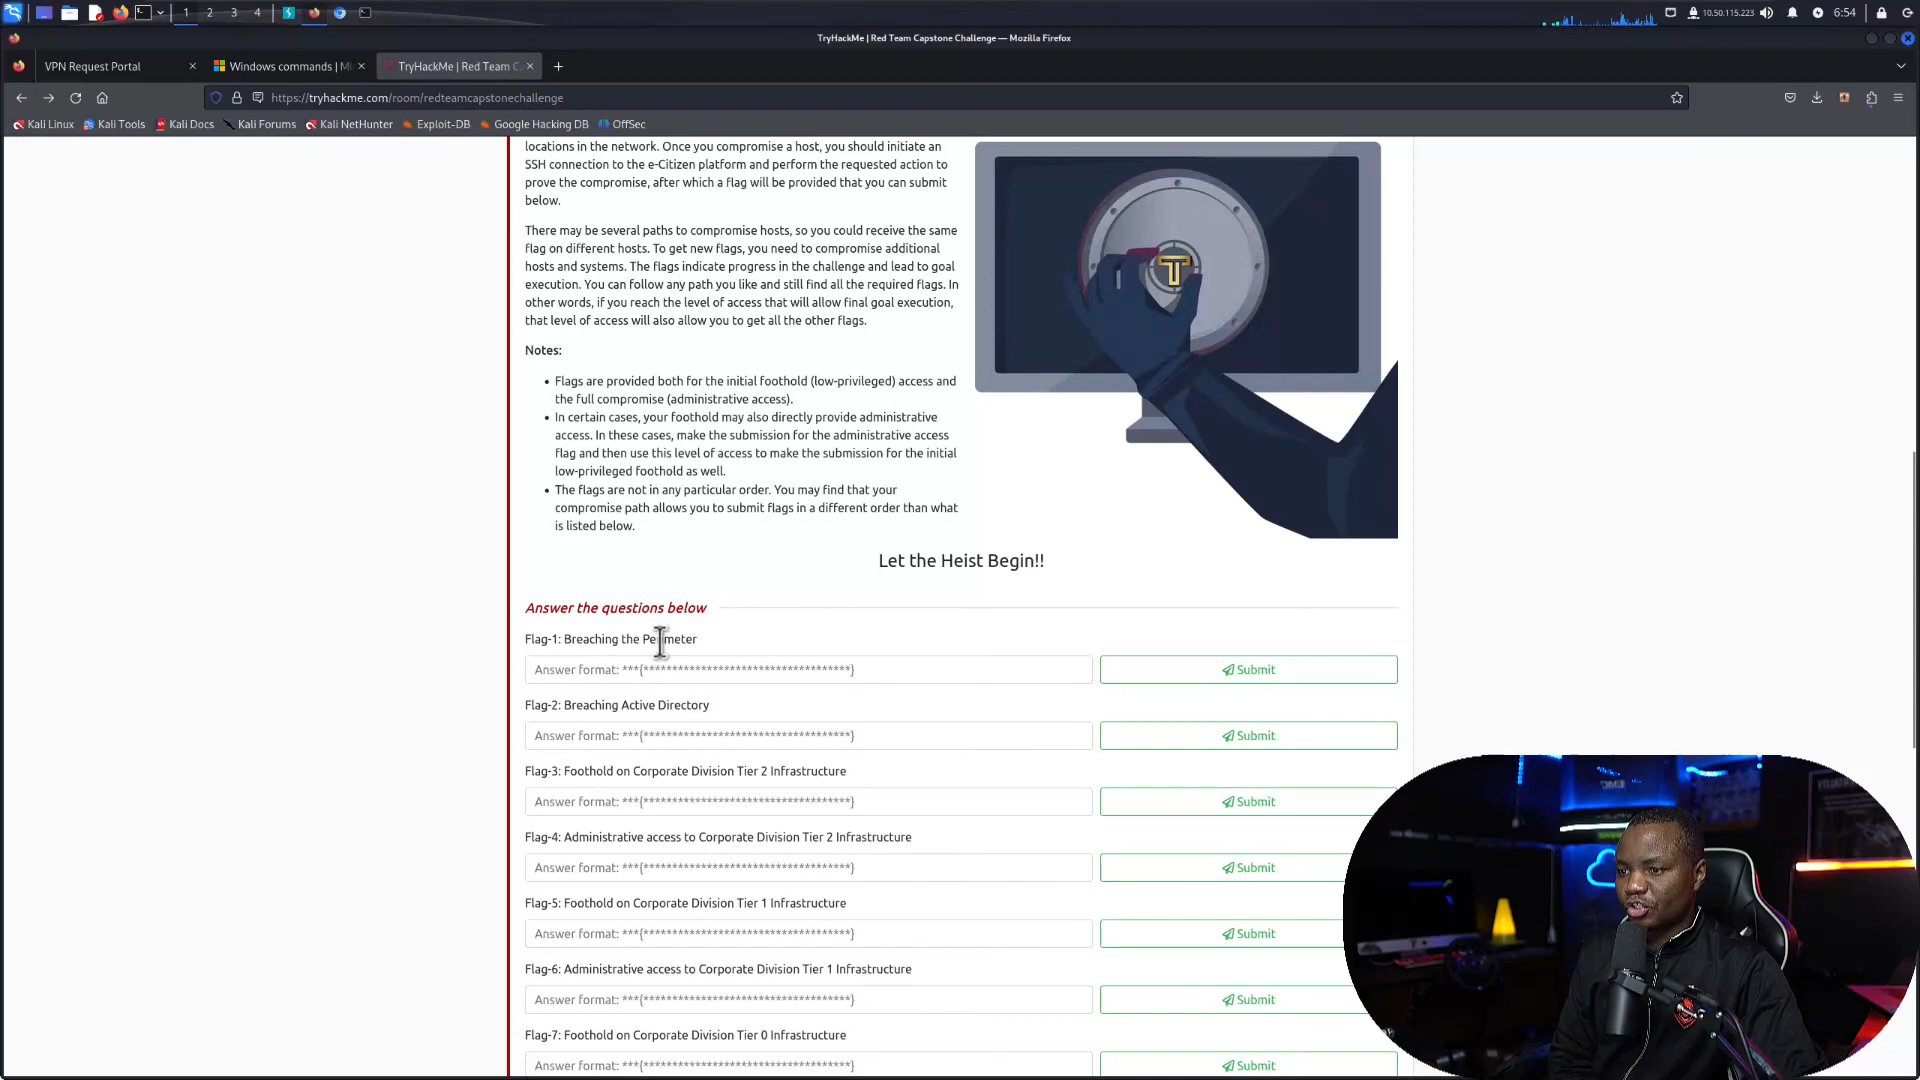 1 2 3 4 10.50.115.223 6:54
TryHackMe | Red Team Capstone Challenge — Mozilla Firefox
VPN Request Portal × Windows commands | Mi × TryHackMe | Red Team C × +
https://tryhackme.com/room/redteamcapstonechallenge
Kali Linux Kali Tools Kali Docs Kali Forums Kali NetHunter Exploit-DB Google Hacking DB OffSec
locations in the network. Once you compromise a host, you should initiate an
SSH connection to the e-Citizen platform and perform the requested action to
prove the compromise, after which a flag will be provided that you can submit
below.
There may be several paths to compromise hosts, so you could receive the same
flag on different hosts. To get new flags, you need to compromise additional
hosts and systems. The flags indicate progress in the challenge and lead to goal
execution. You can follow any path you like and still find all the required flags. In
other words, if you reach the level of access that will allow final goal execution,
that level of access will also allow you to get all the other flags.
Notes:
• Flags are provided both for the initial foothold (low-privileged) access and
the full compromise (administrative access).
• In certain cases, your foothold may also directly provide administrative
access. In these cases, make the submission for the administrative access
flag and then use this level of access to make the submission for the initial
low-privileged foothold as well.
• The flags are not in any particular order. You may find that your
compromise path allows you to submit flags in a different order than what
is listed below.
T
Let the Heist Begin!!
Answer the questions below
Flag-1: Breaching the Perimeter
Answer format: ***{************************************} Submit
Flag-2: Breaching Active Directory
Answer format: ***{************************************} Submit
Flag-3: Foothold on Corporate Division Tier 2 Infrastructure
Answer format: ***{************************************} Submit
Flag-4: Administrative access to Corporate Division Tier 2 Infrastructure
Answer format: ***{************************************} Submit
Flag-5: Foothold on Corporate Division Tier 1 Infrastructure
Answer format: ***{************************************} Submit
Flag-6: Administrative access to Corporate Division Tier 1 Infrastructure
Answer format: ***{************************************} Submit
Flag-7: Foothold on Corporate Division Tier 0 Infrastructure
Answer format: ***{************************************} Submit